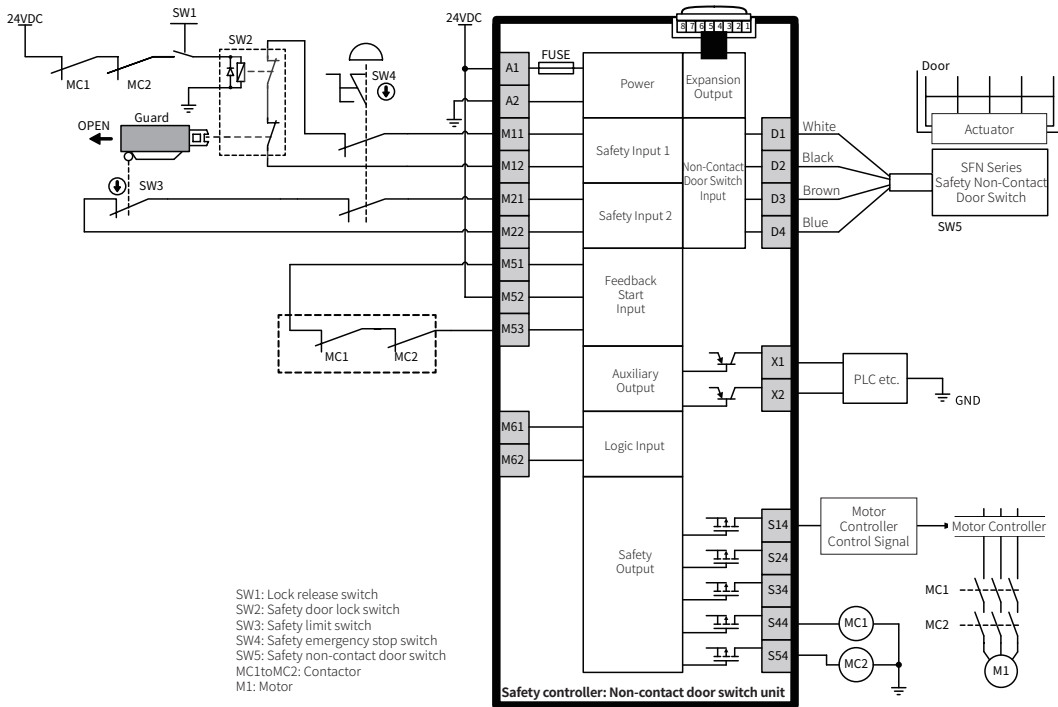 24VDC
SW1
MC1
MC2
SW2
SW4
OPEN
Guard
SW3
24VDC
FUSE
8 7 6 5 4 3 2 1
A1
A2
M11
M12
M21
M22
M51
M52
M53
M61
M62
Power
Expansion
Output
Safety Input 1
Safety Input 2
Non-Contact
Door Switch
Input
Feedback
Start
Input
Auxiliary
Output
Logic Input
Safety
Output
D1
D2
D3
D4
White
Black
Brown
Blue
Door
Actuator
SFN Series
Safety Non-Contact
Door Switch
SW5
MC1
MC2
X1
X2
PLC etc.
GND
S14
S24
S34
S44
S54
Motor
Controller
Control Signal
Motor Controller
MC1
MC2
MC1
MC2
M1
SW1: Lock release switch
SW2: Safety door lock switch
SW3: Safety limit switch
SW4: Safety emergency stop switch
SW5: Safety non-contact door switch
MC1toMC2: Contactor
M1: Motor
Safety controller: Non-contact door switch unit